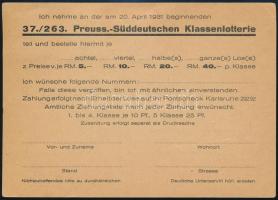 Ich nehme an der am 20. April 1931 beginnenden
37./263. Preuss.-Süddeutschen Klassenlotterie
teil und bestelle hiermit je
achtel, viertel, halbe(s), ganze(s) Los(e)
z. Preise v. je RM. 5.- RM. 10.- RM. 20.- RM. 40.- p. Klasse
Ich wünsche folgende Nummern:
Falls diese vergriffen, bin ich mit ähnlichen einverstanden.
Zahlung erfolgt nach Erhalt der Lose auf Ihr Postscheckk. Karlsruhe
Amtliche Ziehungsliste nach jeder Ziehung erwünscht.
1. bis 4. Klasse je 10 Pf, 5 Klasse 25 Pf.
Zusendung erfolgt separat als Drucksache
Vor- und Zuname Wohnort
Stand Strasse
Nichtzutreffendes bitte zu durchstreichen Deutliche Unterschrift höfl. erbeten